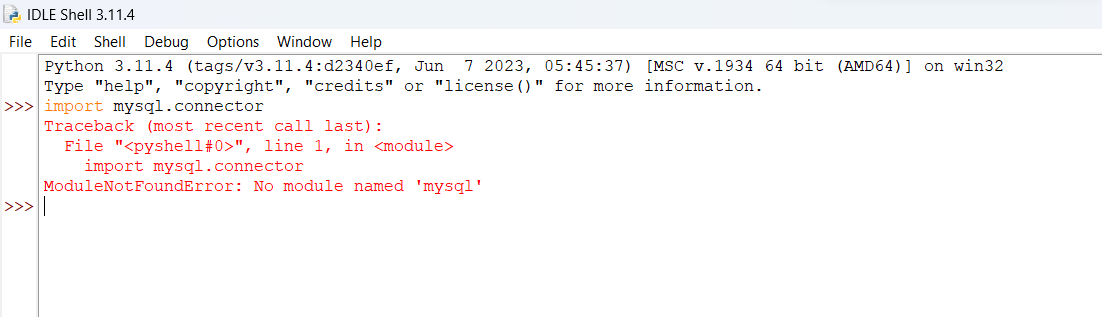 IDLE Shell 3.11.4
File Edit Shell Debug Options Window Help
Python 3.11.4 (tags/v3.11.4:d2340ef, Jun  7 2023, 05:45:37) [MSC v.1934 64 bit (AMD64)] on win32
Type "help", "copyright", "credits" or "license()" for more information.
>>> import mysql.connector
Traceback (most recent call last):
  File "<pyshell#0>", line 1, in <module>
    import mysql.connector
ModuleNotFoundError: No module named 'mysql'
>>>